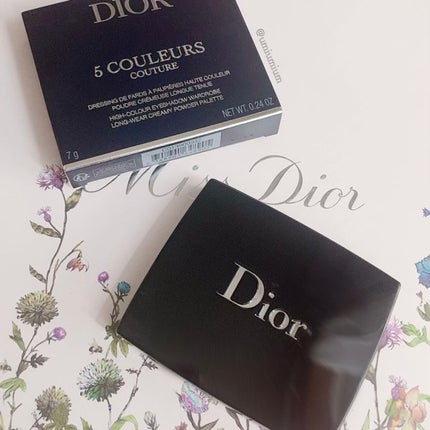 DIOR
5 COULEURS
COUTURE
DRESSING DE FARDS À PAUPIÈRES HAUTE COULEUR
POUDRE CRÉMEUSE LONGUE TENUE
HIGH-COLOUR EYESHADOW WARDROBE
LONG-WEAR CREAMY POWDER PALETTE
7 g
NET WT. 0.24 OZ
@umiumium
Miss Dior
Dior